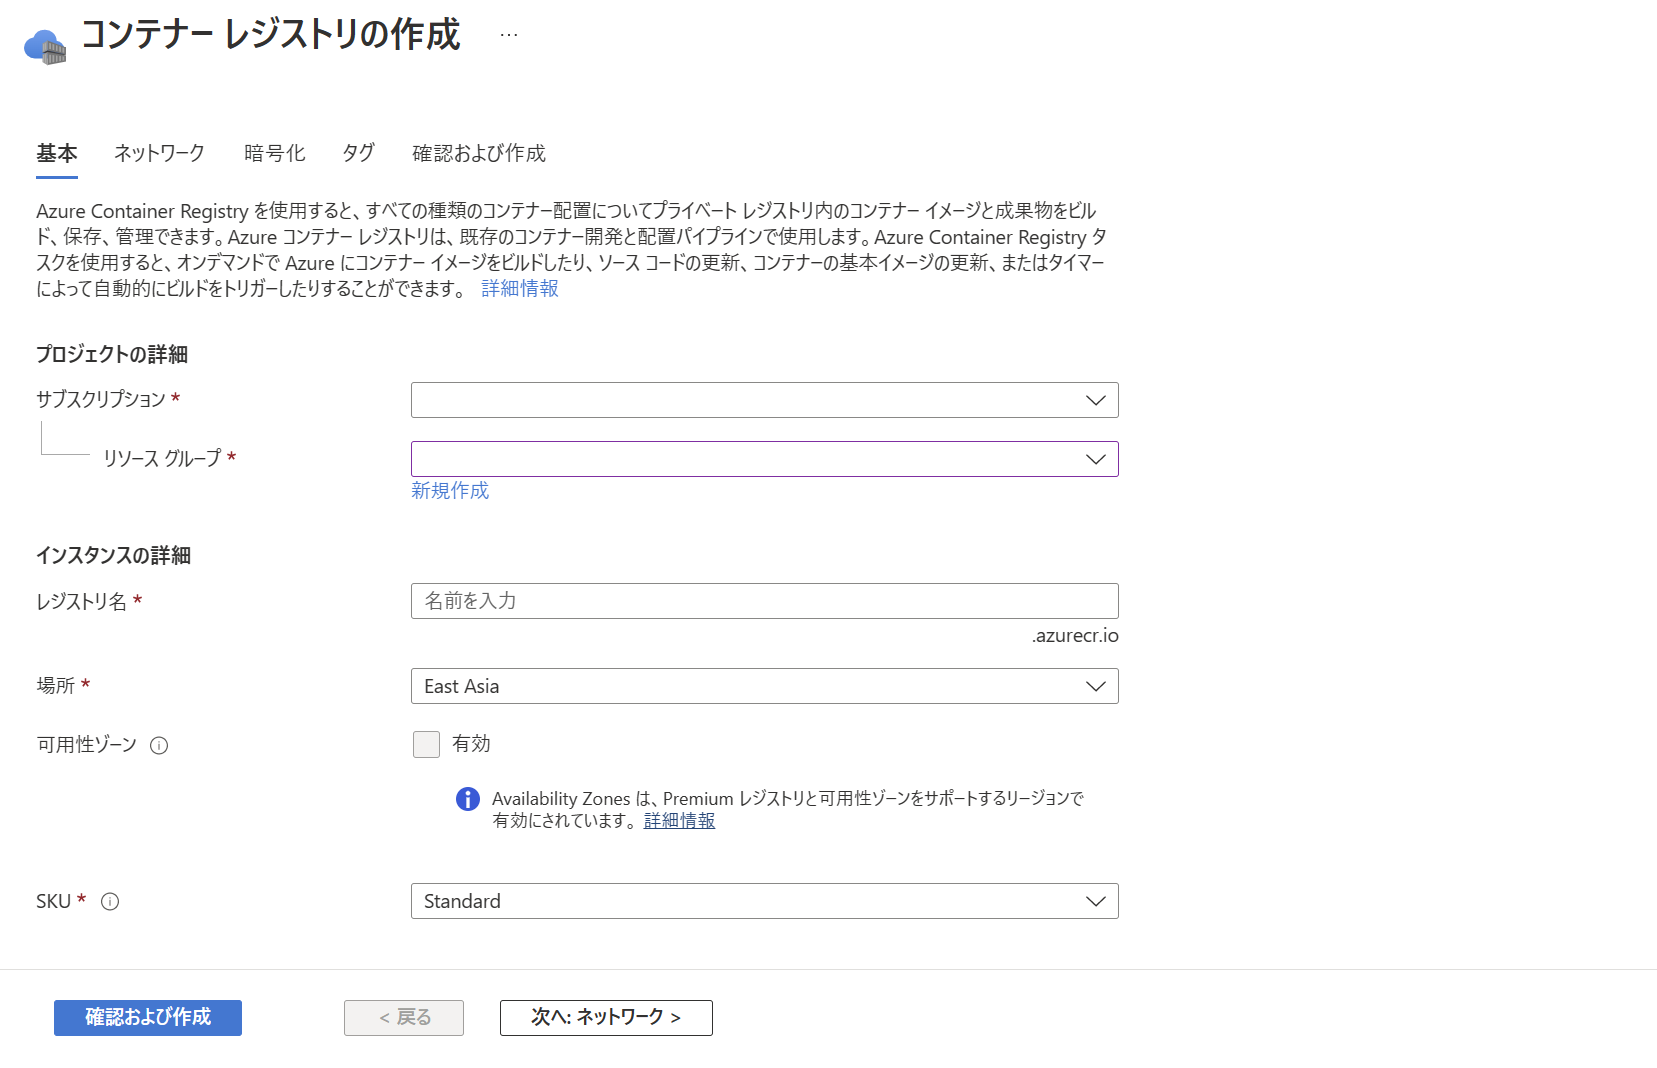 コンテナー レジストリの作成 …
基本 ネットワーク 暗号化 タグ 確認および作成
Azure Container Registry を使用すると、すべての種類のコンテナー配置についてプライベート レジストリ内のコンテナー イメージと成果物をビル
ド、保存、管理できます。Azure コンテナー レジストリは、既存のコンテナー開発と配置パイプラインで使用します。Azure Container Registry タ
スクを使用すると、オンデマンドで Azure にコンテナー イメージをビルドしたり、ソース コードの更新、コンテナーの基本イメージの更新、またはタイマー
によって自動的にビルドをトリガーしたりすることができます。 詳細情報
プロジェクトの詳細
サブスクリプション *
リソース グループ *
新規作成
インスタンスの詳細
レジストリ名 * 名前を入力
.azurecr.io
場所 * East Asia
可用性ゾーン 有効
Availability Zones は、Premium レジストリと可用性ゾーンをサポートするリージョンで
有効にされています。詳細情報
SKU * Standard
確認および作成 < 戻る 次へ: ネットワーク >